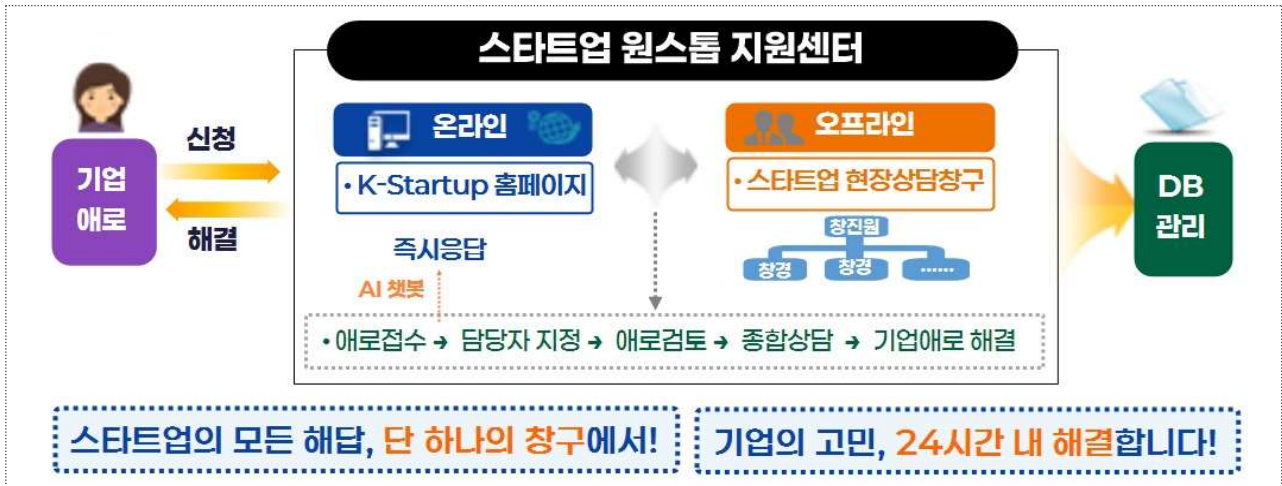 스타트업 원스톱 지원센터
기업
애로
신청
해결
온라인
• K-Startup 홈페이지
즉시응답
AI 챗봇
오프라인
• 스타트업 현장상담창구
창진원
창경 창경 ......
• 애로접수 → 담당자 지정 → 애로검토 → 종합상담 → 기업애로 해결
DB
관리
스타트업의 모든 해답, 단 하나의 창구에서!
기업의 고민, 24시간 내 해결합니다!